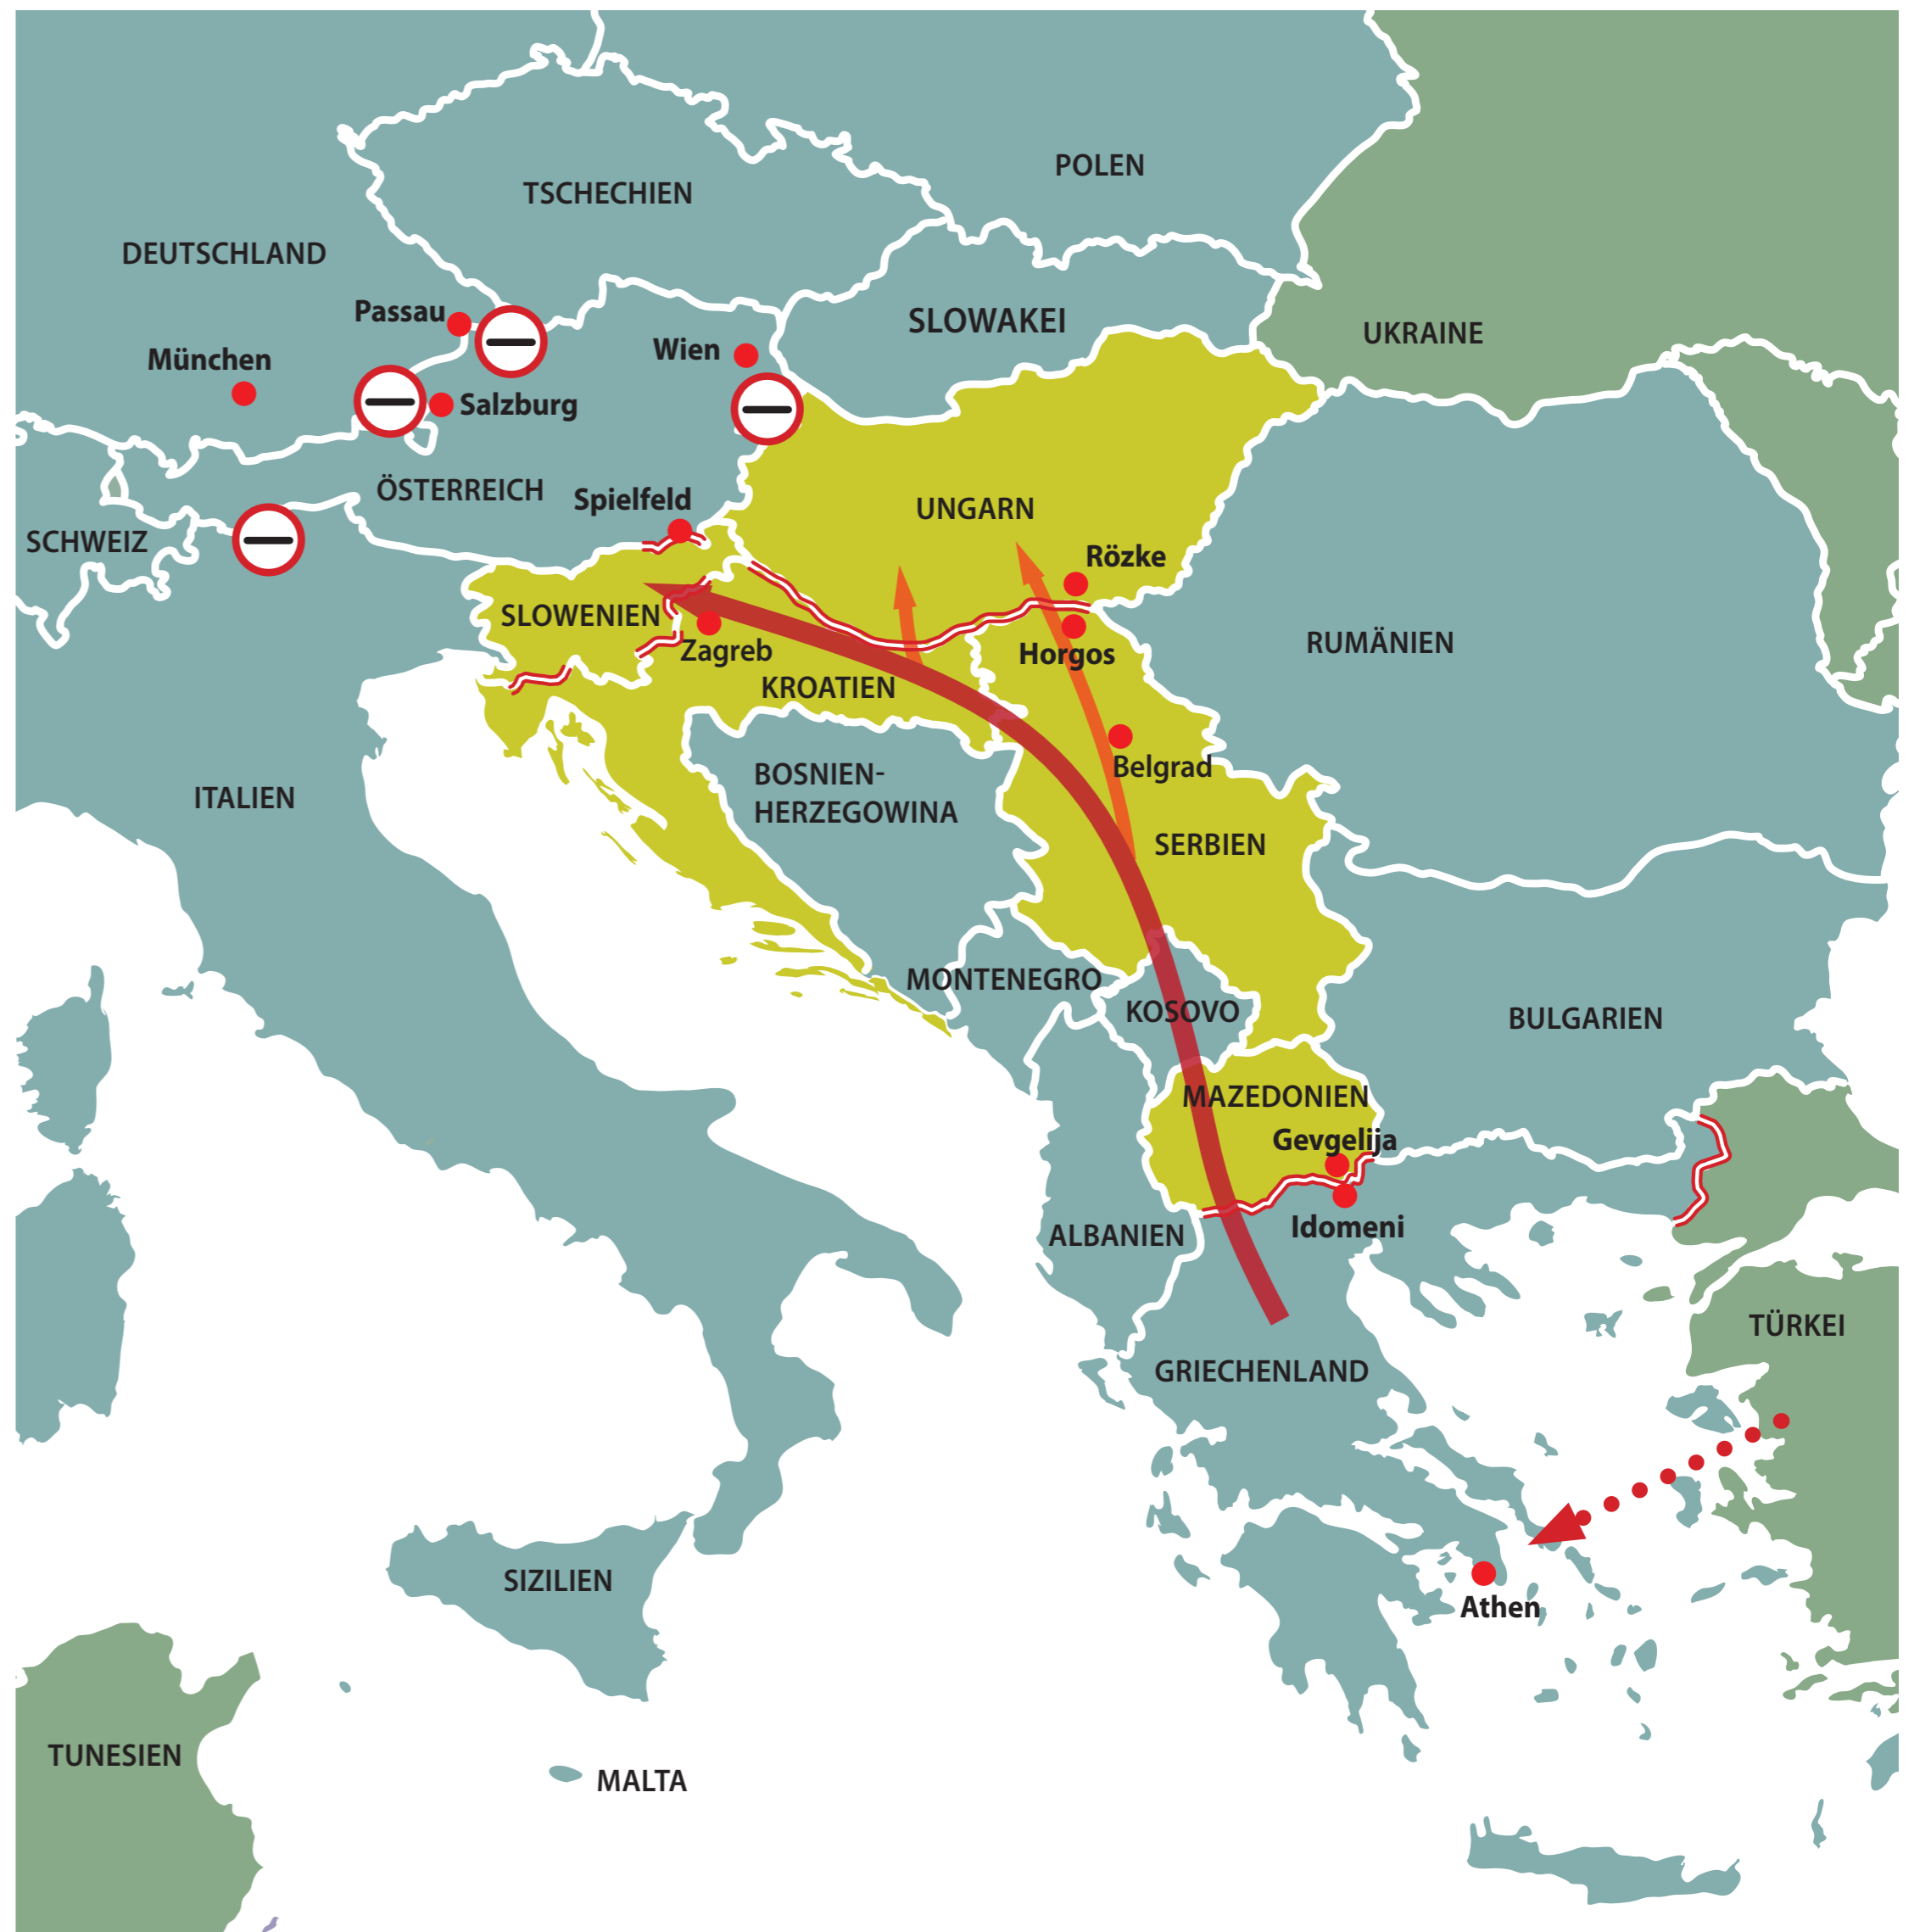 POLEN
TSCHECHIEN
DEUTSCHLAND
Passau
SLOWAKEI
UKRAINE
Wien
München
Salzburg
ÖSTERREICH
Spielfeld
UNGARN
SCHWEIZ
Rözke
SLOWENIEN
Zagreb
Horgos
RUMÄNIEN
KROATIEN
BOSNIEN-
HERZEGOWINA
Belgrad
ITALIEN
SERBIEN
MONTENEGRO
KOSOVO
BULGARIEN
MAZEDONIEN
Gevgelija
ALBANIEN
Idomeni
TÜRKEI
GRIECHENLAND
SIZILIEN
Athen
TUNESIEN
MALTA